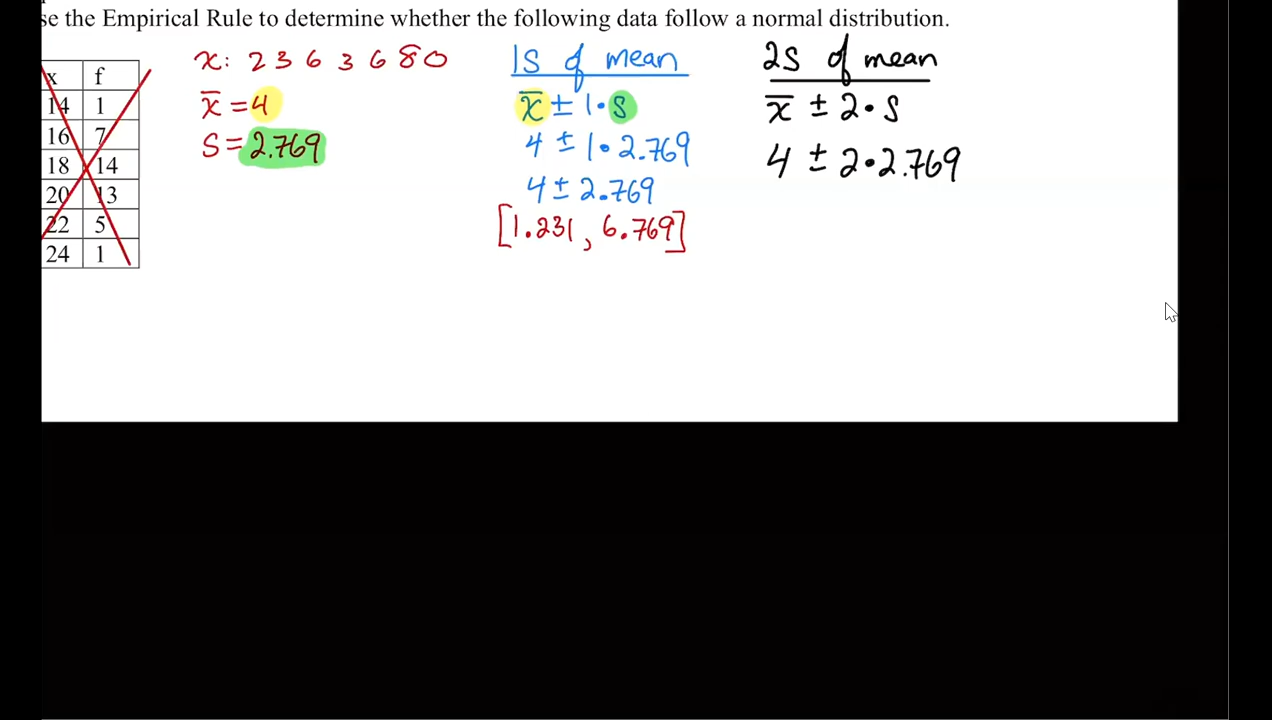 se the Empirical Rule to determine whether the following data follow a normal distribution.
x f
14 1
16 7
18 14
20 13
22 5
24 1
x: 2 3 6 3 6 8 0
x̄ = 4
S = 2.769
1S of mean
x̄ ± 1 • S
4 ± 1 • 2.769
4 ± 2.769
[1.231, 6.769]
2S of mean
x̄ ± 2 • S
4 ± 2 • 2.769